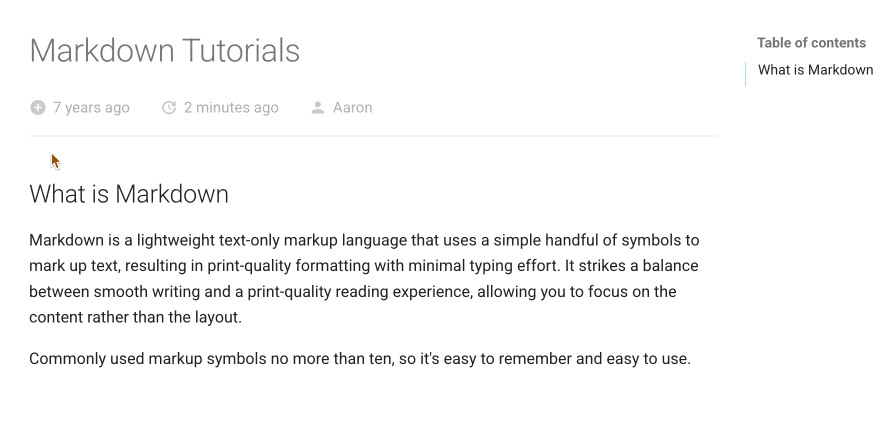 Markdown Tutorials
7 years ago 2 minutes ago Aaron
Table of contents
What is Markdown
What is Markdown
Markdown is a lightweight text-only markup language that uses a simple handful of symbols to
mark up text, resulting in print-quality formatting with minimal typing effort. It strikes a balance
between smooth writing and a print-quality reading experience, allowing you to focus on the
content rather than the layout.
Commonly used markup symbols no more than ten, so it's easy to remember and easy to use.